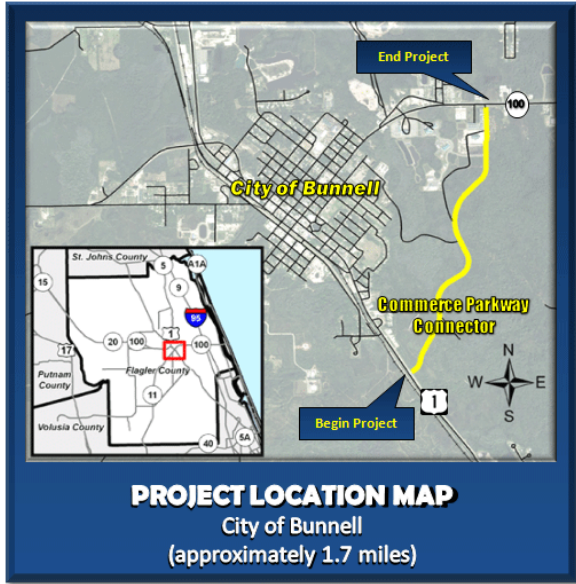 End Project
100
City of Bunnell
Commerce Parkway
Connector
N
W E
S
1
Begin Project
St. Johns County
5
A1A
15
9
95
1
20
100
100
17
Flagler County
Putnam
County
11
Volusia County
40
5A
PROJECT LOCATION MAP
City of Bunnell
(approximately 1.7 miles)